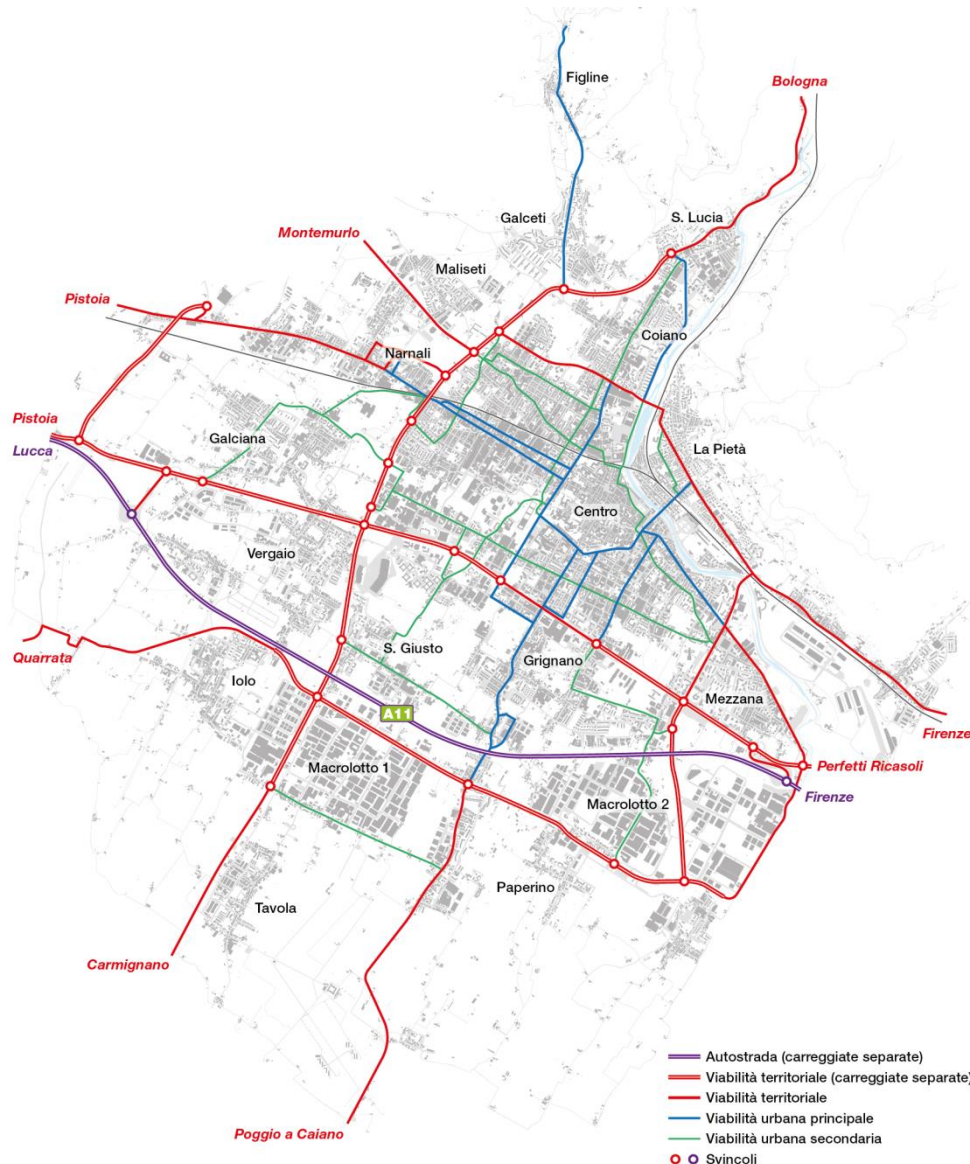 Figline
Bologna
Galceti
S. Lucia
Montemurlo
Maliseti
Pistoia
Coiano
Narnali
Pistoia
Lucca
Galciana
La Pietà
Centro
Vergaio
Quarrata
S. Giusto
Grignano
Iolo
Mezzana
A11
Firenze
Perfetti Ricasoli
Macrolotto 1
Firenze
Macrolotto 2
Paperino
Tavola
Carmignano
Poggio a Caiano
Autostrada (carreggiate separate)
Viabilità territoriale (carreggiate separate)
Viabilità territoriale
Viabilità urbana principale
Viabilità urbana secondaria
Svincoli